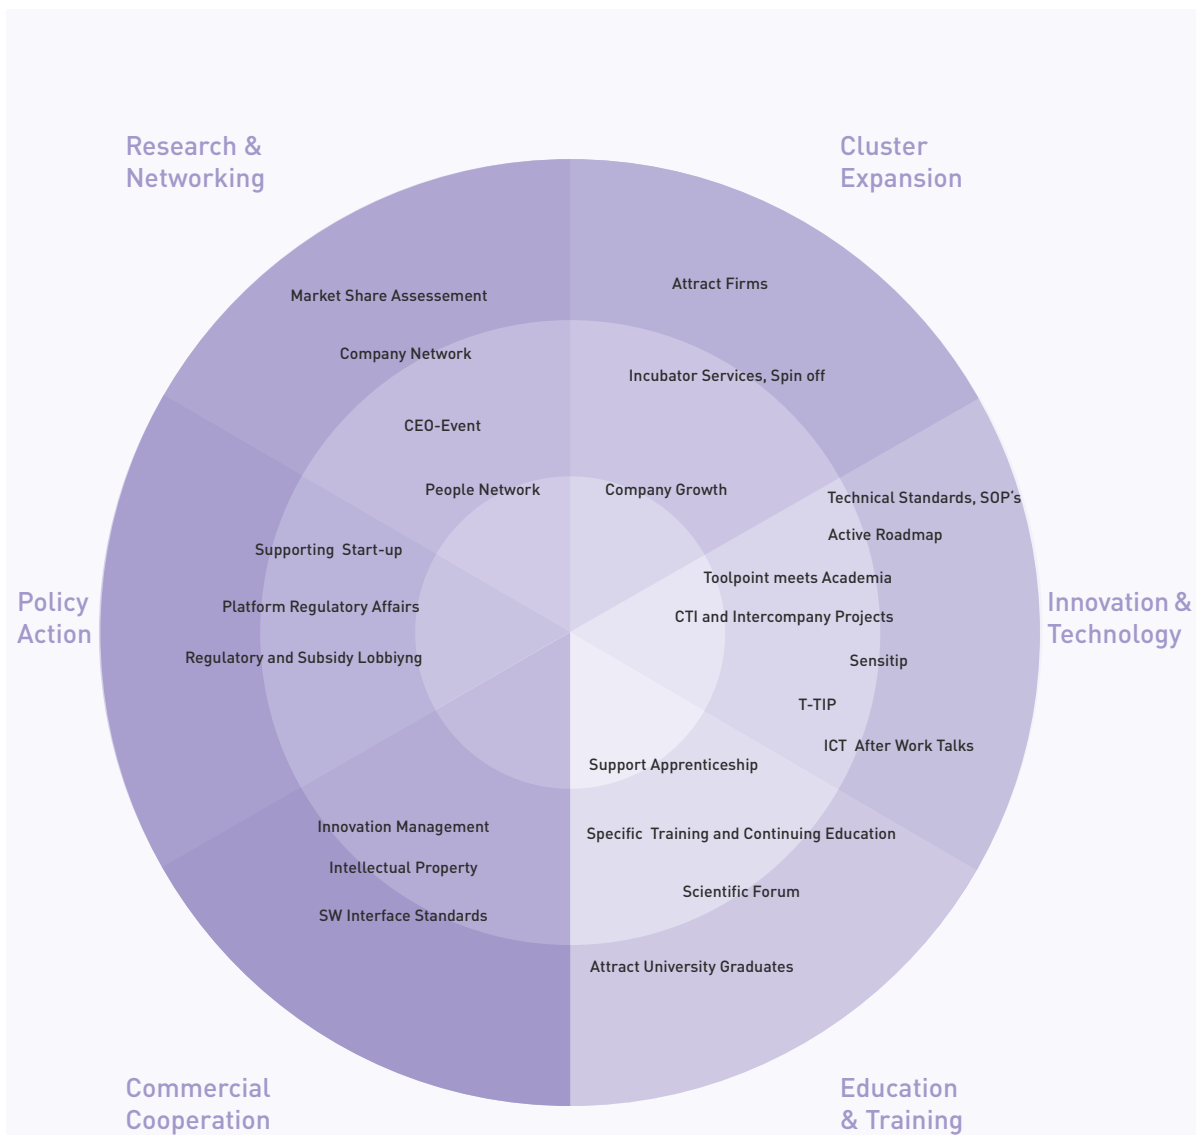 Research &
Networking
Cluster
Expansion
Attract Firms
Market Share Assessement
Company Network
Incubator Services, Spin off
CEO-Event
People Network
Company Growth
Technical Standards, SOP's
Active Roadmap
Supporting Start-up
Toolpoint meets Academia
Policy
Action
Platform Regulatory Affairs
CTI and Intercompany Projects
Innovation &
Technology
Regulatory and Subsidy Lobbiyng
Sensitip
T-TIP
ICT After Work Talks
Support Apprenticeship
Innovation Management
Specific Training and Continuing Education
Intellectual Property
Scientific Forum
SW Interface Standards
Attract University Graduates
Commercial
Cooperation
Education
& Training